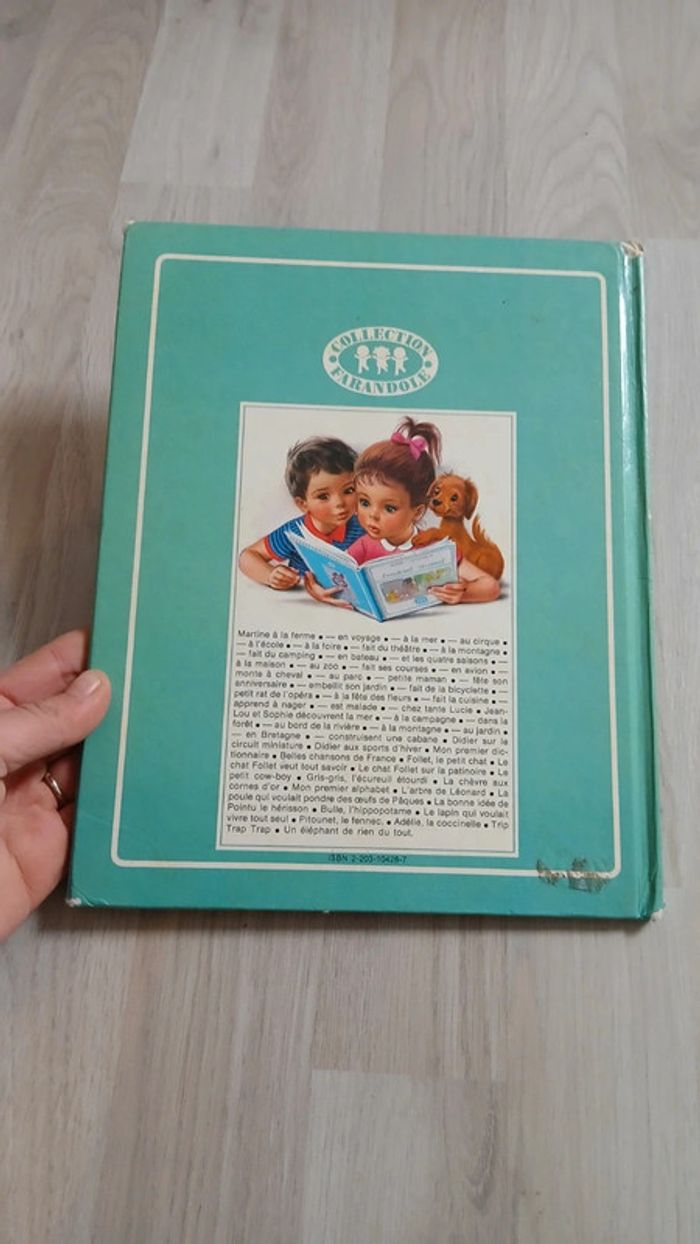 COLLECTION
FARANDOLE
Martine à la ferme • — en voyage • — à la mer • — au cirque •
— à l'école • — à la foire • — fait du théâtre • — à la montagne •
— fait du camping • — en bateau • — et les quatre saisons • —
à la maison • — au zoo • — fait ses courses • — en avion • —
monte à cheval • — au parc • — petite maman • — fête son
anniversaire • — embellit son jardin • — fait de la bicyclette • —
petit rat de l'opéra • — à la fête des fleurs • — fait la cuisine • —
apprend à nager • — est malade • — chez tante Lucie • Jean-
Lou et Sophie découvrent la mer • — à la campagne • — dans la
forêt • — au bord de la rivière • — à la montagne • — au jardin •
— en Bretagne • — construisent une cabane • Didier sur le
circuit miniature • Didier aux sports d'hiver • Mon premier dic-
tionnaire • Belles chansons de France • Follet, le petit chat • Le
chat Follet veut tout savoir • Le chat Follet sur la patinoire • Le
petit cow-boy • Gris-gris, l'écureuil étourdi • La chèvre aux
cornes d'or • Mon premier alphabet • L'arbre de Léonard • La
poule qui voulait pondre des œufs de Pâques • La bonne idée de
Pointu le hérisson • Bulle, l'hippopotame • Le lapin qui voulait
vivre tout seul • Pitounet, le fennec, • Adélie, la coccinelle • Trip
Trap Trap • Un éléphant de rien du tout.
ISBN 2-203-10426-7